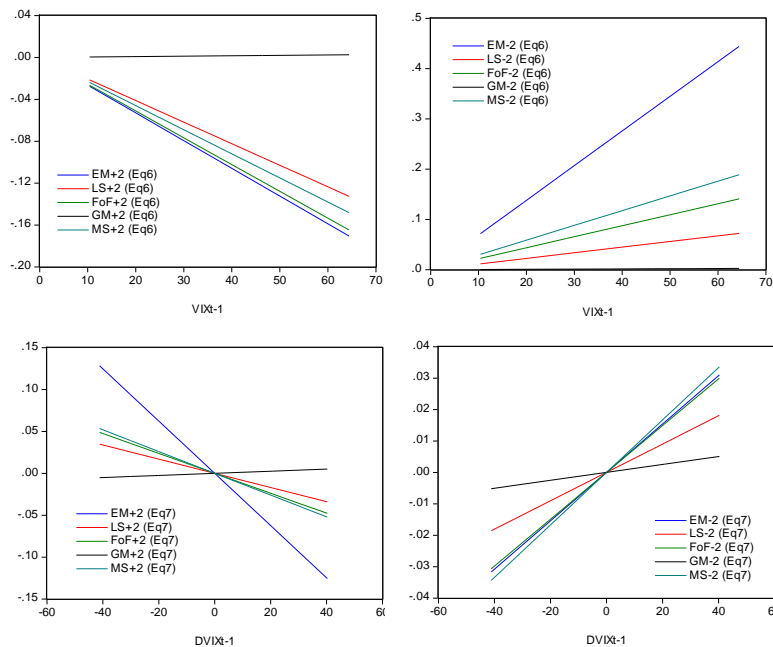 .04
.00
-.04
-.08
-.12
-.16
-.20
0 10 20 30 40 50 60 70
VIXt-1
EM+2 (Eq6)
LS+2 (Eq6)
FoF+2 (Eq6)
GM+2 (Eq6)
MS+2 (Eq6)
.5
.4
.3
.2
.1
.0
0 10 20 30 40 50 60 70
VIXt-1
EM-2 (Eq6)
LS-2 (Eq6)
FoF-2 (Eq6)
GM-2 (Eq6)
MS-2 (Eq6)
.15
.10
.05
.00
-.05
-.10
-.15
-60 -40 -20 0 20 40 60
DVIXt-1
EM+2 (Eq7)
LS+2 (Eq7)
FoF+2 (Eq7)
GM+2 (Eq7)
MS+2 (Eq7)
.04
.03
.02
.01
.00
-.01
-.02
-.03
-.04
-60 -40 -20 0 20 40 60
DVIXt-1
EM-2 (Eq7)
LS-2 (Eq7)
FoF-2 (Eq7)
GM-2 (Eq7)
MS-2 (Eq7)